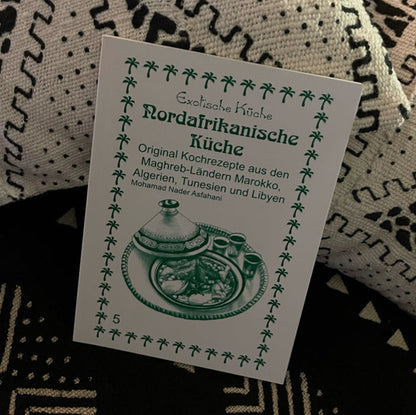 Exotische Küche
Nordafrikanische
Küche
Original Kochrezepte aus den
Maghreb-Ländern Marokko,
Algerien, Tunesien und Libyen
Mohamad Nader Asfahani
5